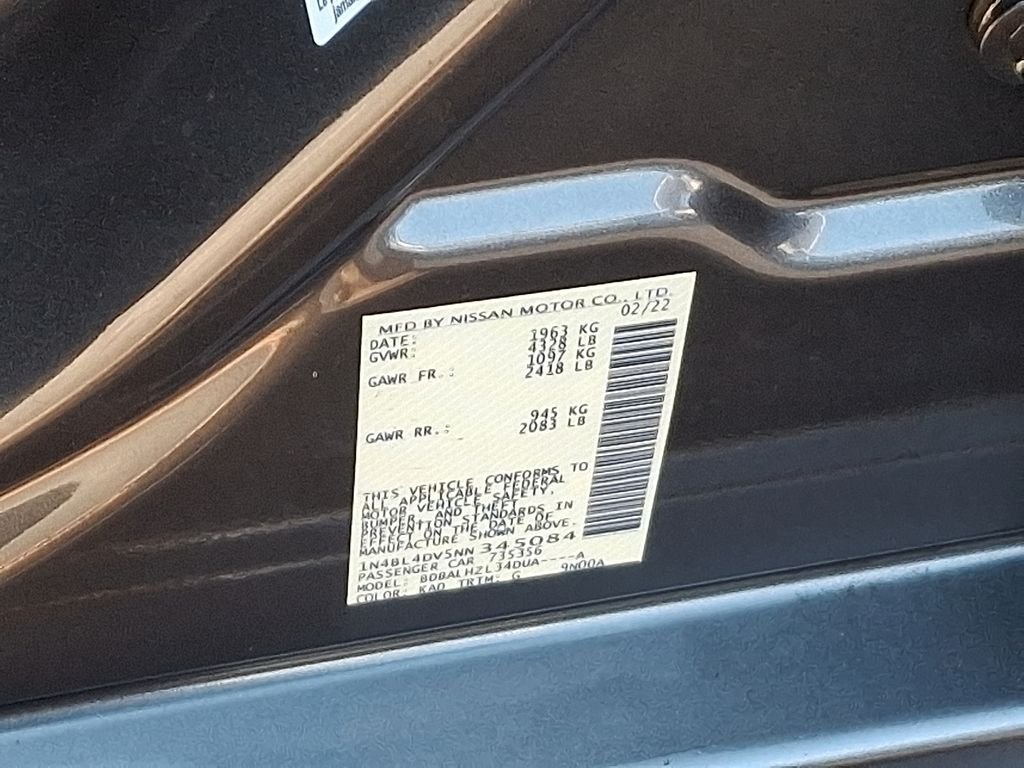 jamai
MFD BY NISSAN MOTOR CO., LTD.
DATE: 02/22
GVWR: 1963 KG
4328 LB
GAWR FR.: 1097 KG
2418 LB
GAWR RR.: 945 KG
2083 LB
THIS VEHICLE CONFORMS TO
ALL APPLICABLE FEDERAL
MOTOR VEHICLE SAFETY,
BUMPER, AND THEFT
PREVENTION STANDARDS IN
EFFECT ON THE DATE OF
MANUFACTURE SHOWN ABOVE.
1N4BL4DV5NN345084
PASSENGER CAR 735356
MODEL: BDBALHZL34DUA----A
COLOR: KAD TRIM: G 9N00A